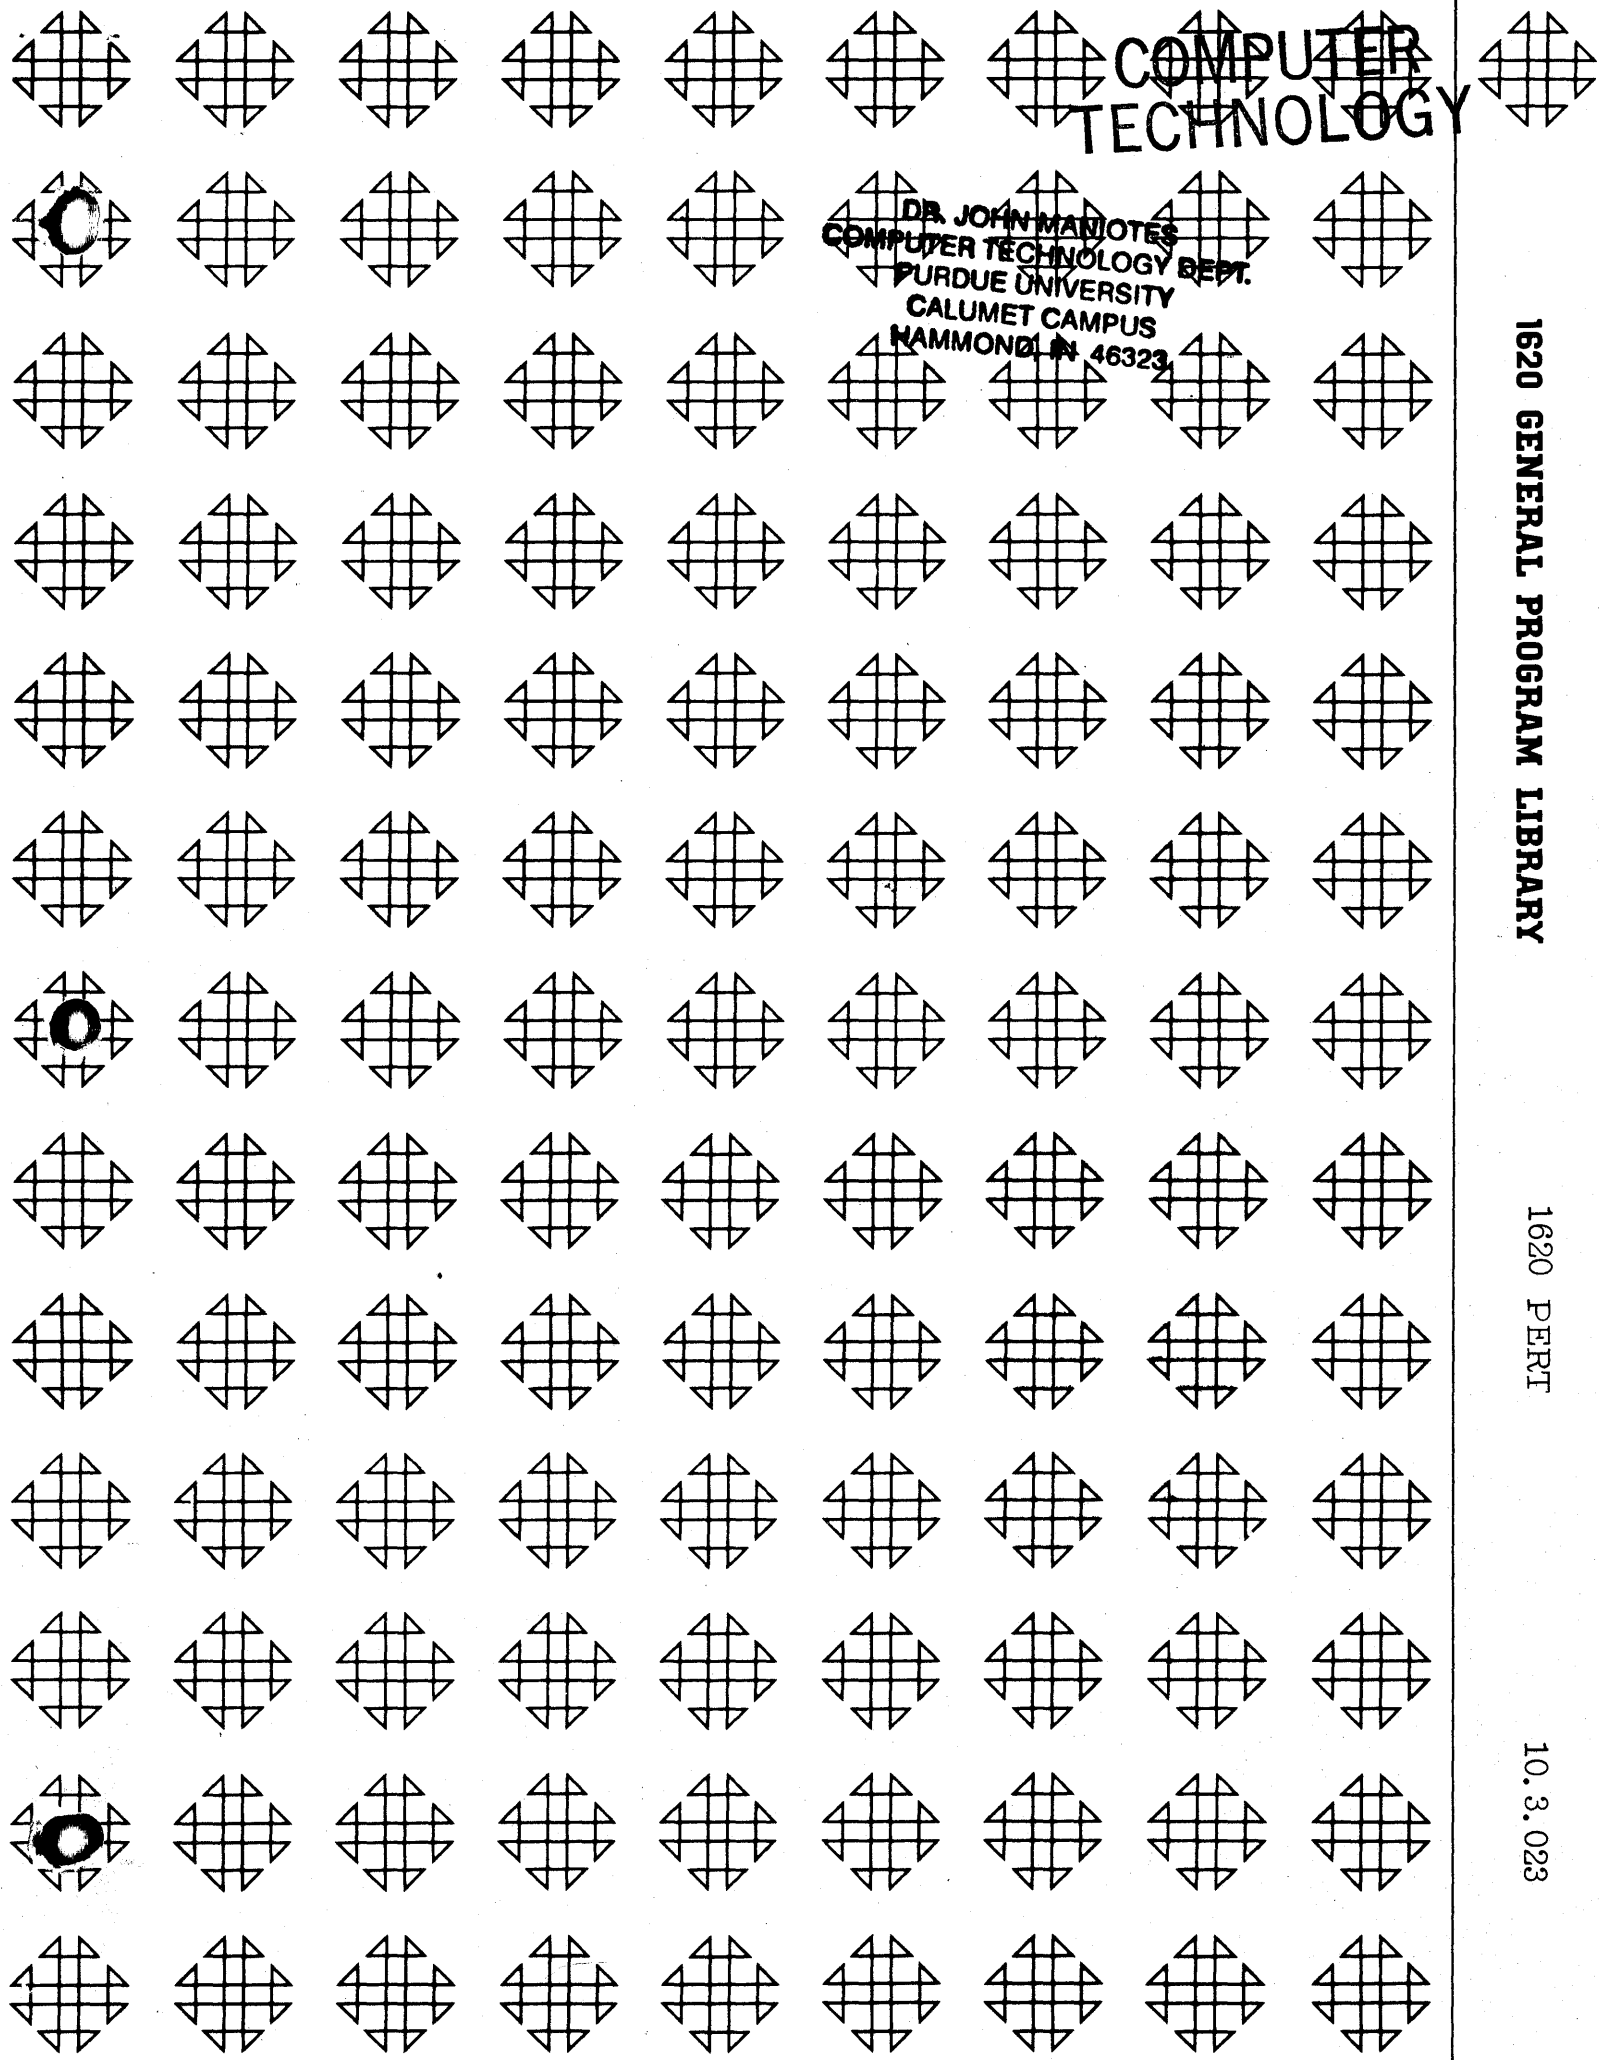 COMPUTER
TECHNOLOGY
DR. JOHN MANIOTES
COMPUTER TECHNOLOGY DEPT.
PURDUE UNIVERSITY
CALUMET CAMPUS
HAMMOND, IN 46323
1620 GENERAL PROGRAM LIBRARY
1620 PERT
10.3.023